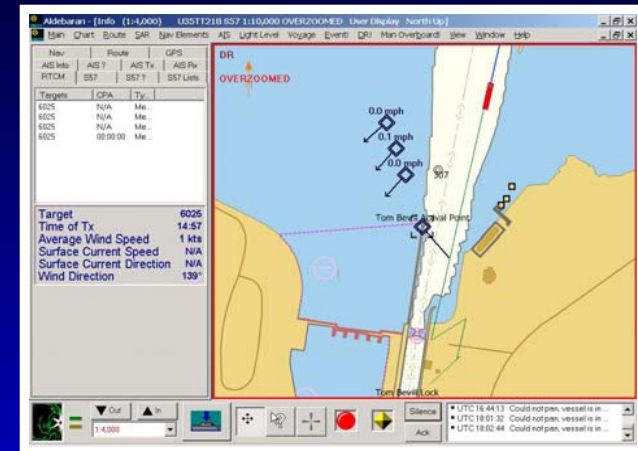 Aldebaran - [Info (1:4,000) U35TT218 S57 1:10,000 OVERZOOMED User Display North Up]
Main Chart Route SAR Nav Elements AIS Light Level Voyage Event! DR! Man Overboard! View Window Help
Nav Route GPS
AIS Info AIS ? AIS Tx AIS Rx
RTCM S57 S57 ? S57 Lists
Targets CPA Ty...
6025 N/A Me...
6025 N/A Me...
6025 N/A Me...
6025 00:00:00 Me...
Target 6025
Time of Tx 14:57
Average Wind Speed 1 kts
Surface Current Speed N/A
Surface Current Direction N/A
Wind Direction 139°
DR
OVERZOOMED
0.0 mph
0.1 mph
0.0 mph
307
Tom Bevill Arrival Point
Tom Bevill Lock
Out In
1:4,000
Silence
Ack
UTC 16:44:13 Could not pan, vessel is in ...
UTC 18:01:32 Could not pan, vessel is in ...
UTC 18:02:44 Could not pan, vessel is in ...